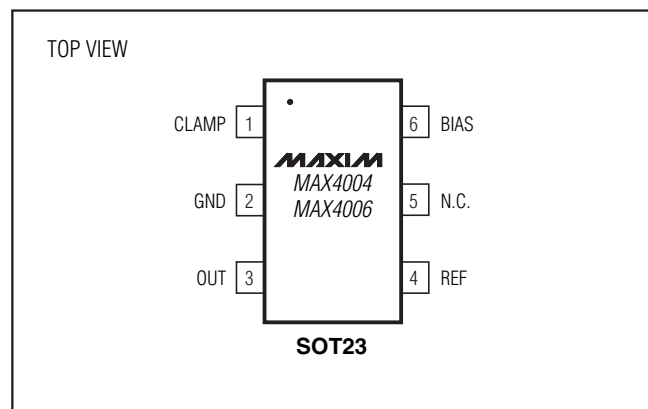 TOP VIEW
CLAMP 1
6 BIAS
MAXIM
MAX4004
MAX4006
GND 2
5 N.C.
OUT 3
4 REF
SOT23